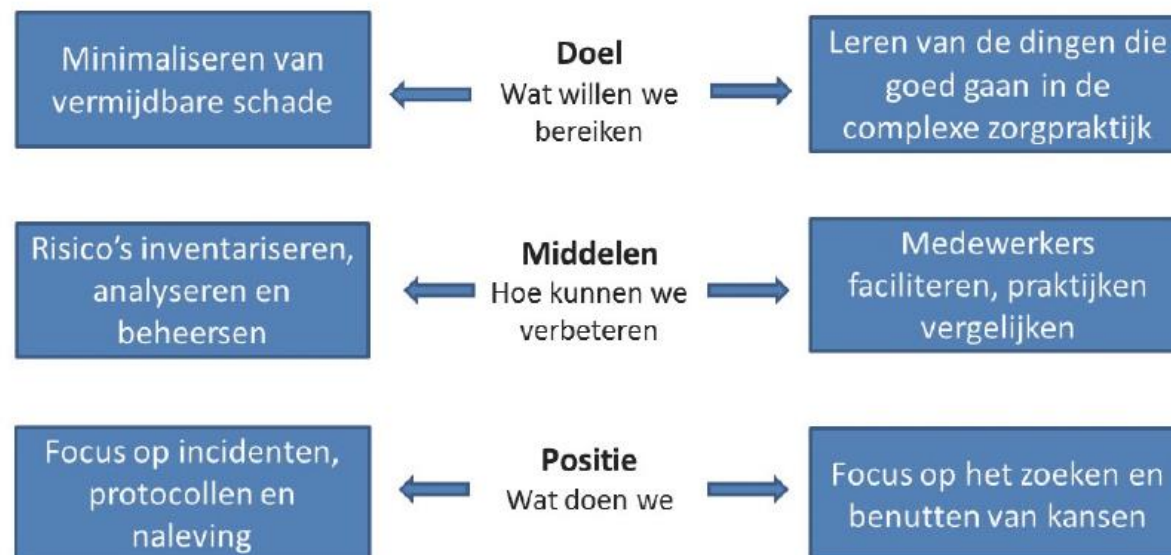 Minimaliseren van
vermijdbare schade
Doel
Wat willen we
bereiken
Leren van de dingen die
goed gaan in de
complexe zorgpraktijk
Risico's inventariseren,
analyseren en
beheersen
Middelen
Hoe kunnen we
verbeteren
Medewerkers
faciliteren, praktijken
vergelijken
Focus op incidenten,
protocollen en
naleving
Positie
Wat doen we
Focus op het zoeken en
benutten van kansen